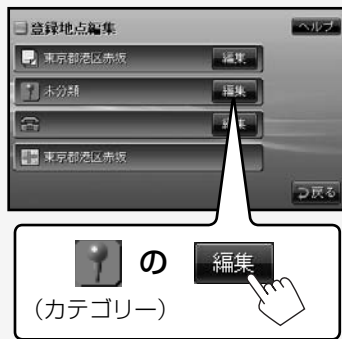 登録地点編集
ヘルプ
東京都港区赤坂
編集
未分類
編集
編集
東京都港区赤坂
戻る
の 編集
(カテゴリー)